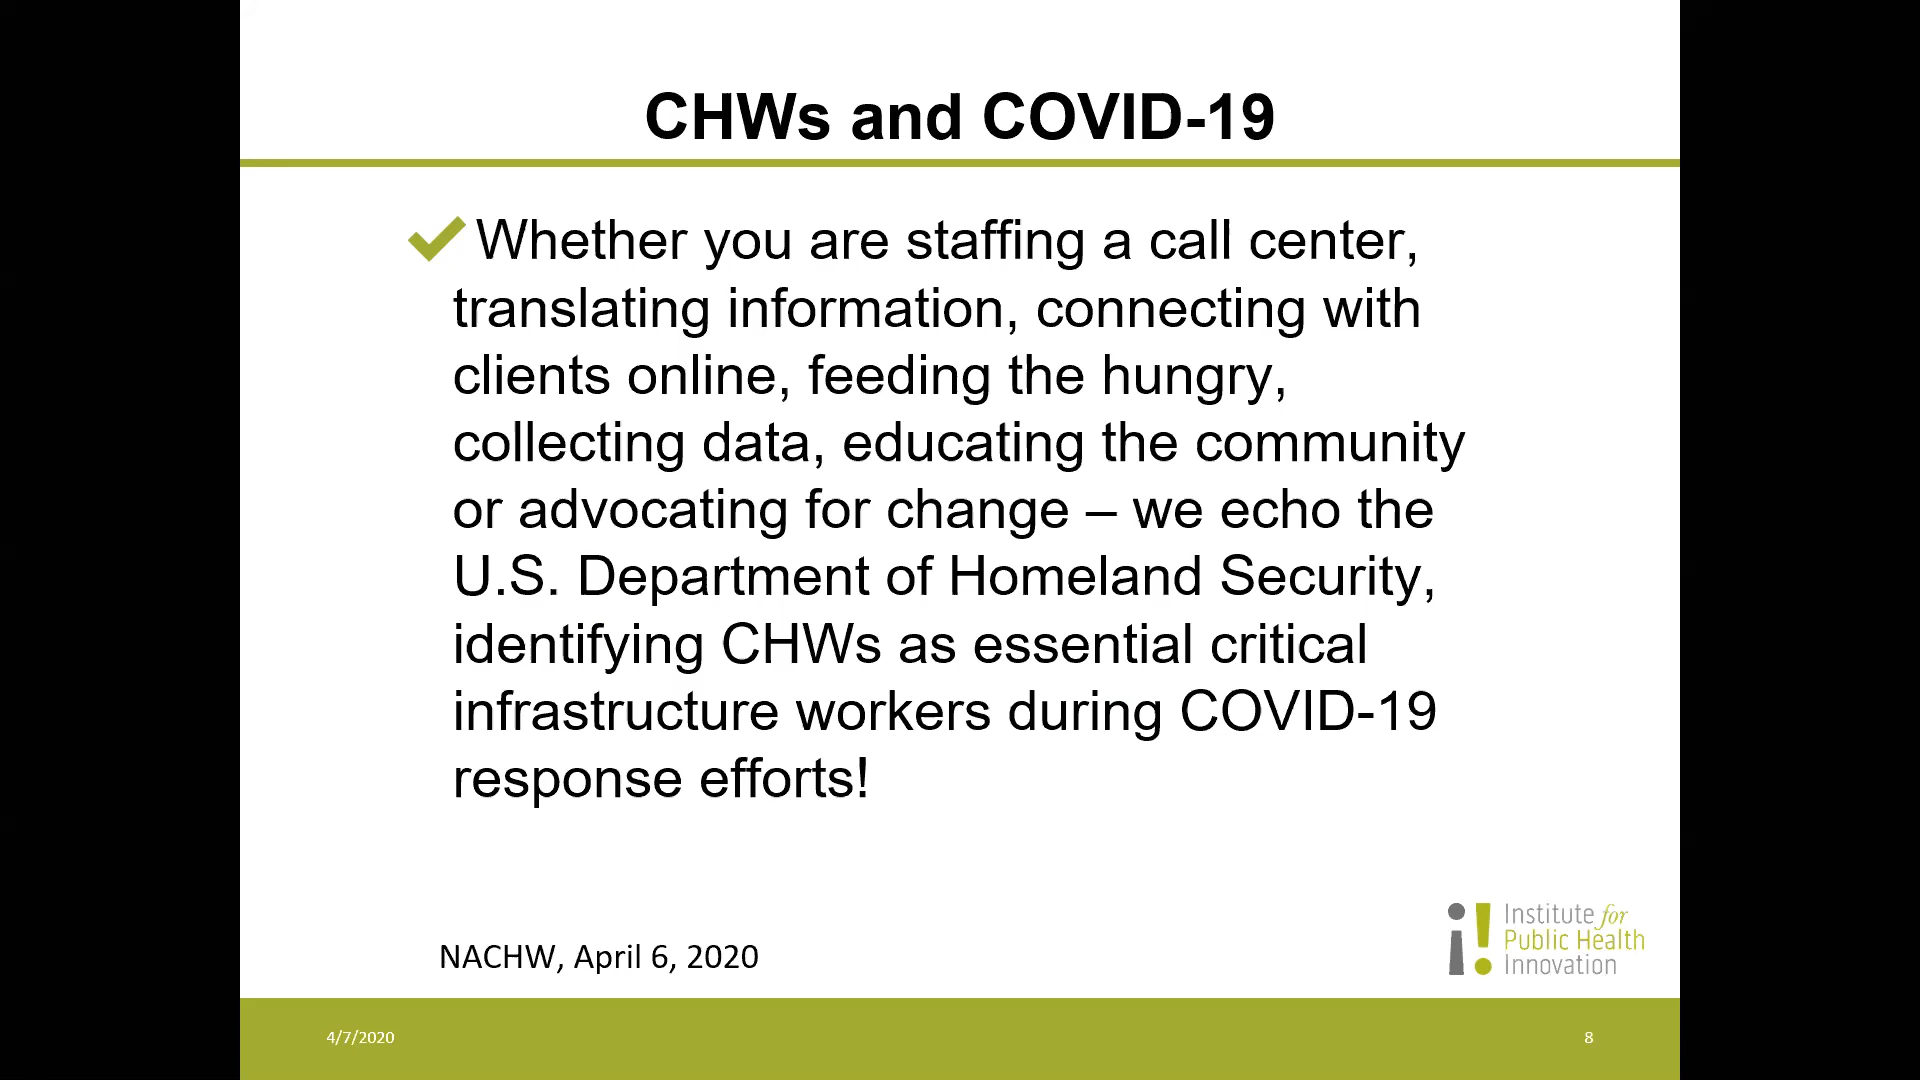 CHWs and COVID-19
Whether you are staffing a call center,
translating information, connecting with
clients online, feeding the hungry,
collecting data, educating the community
or advocating for change – we echo the
U.S. Department of Homeland Security,
identifying CHWs as essential critical
infrastructure workers during COVID-19
response efforts!
NACHW, April 6, 2020
Institute for
Public Health
Innovation
4/7/2020
8